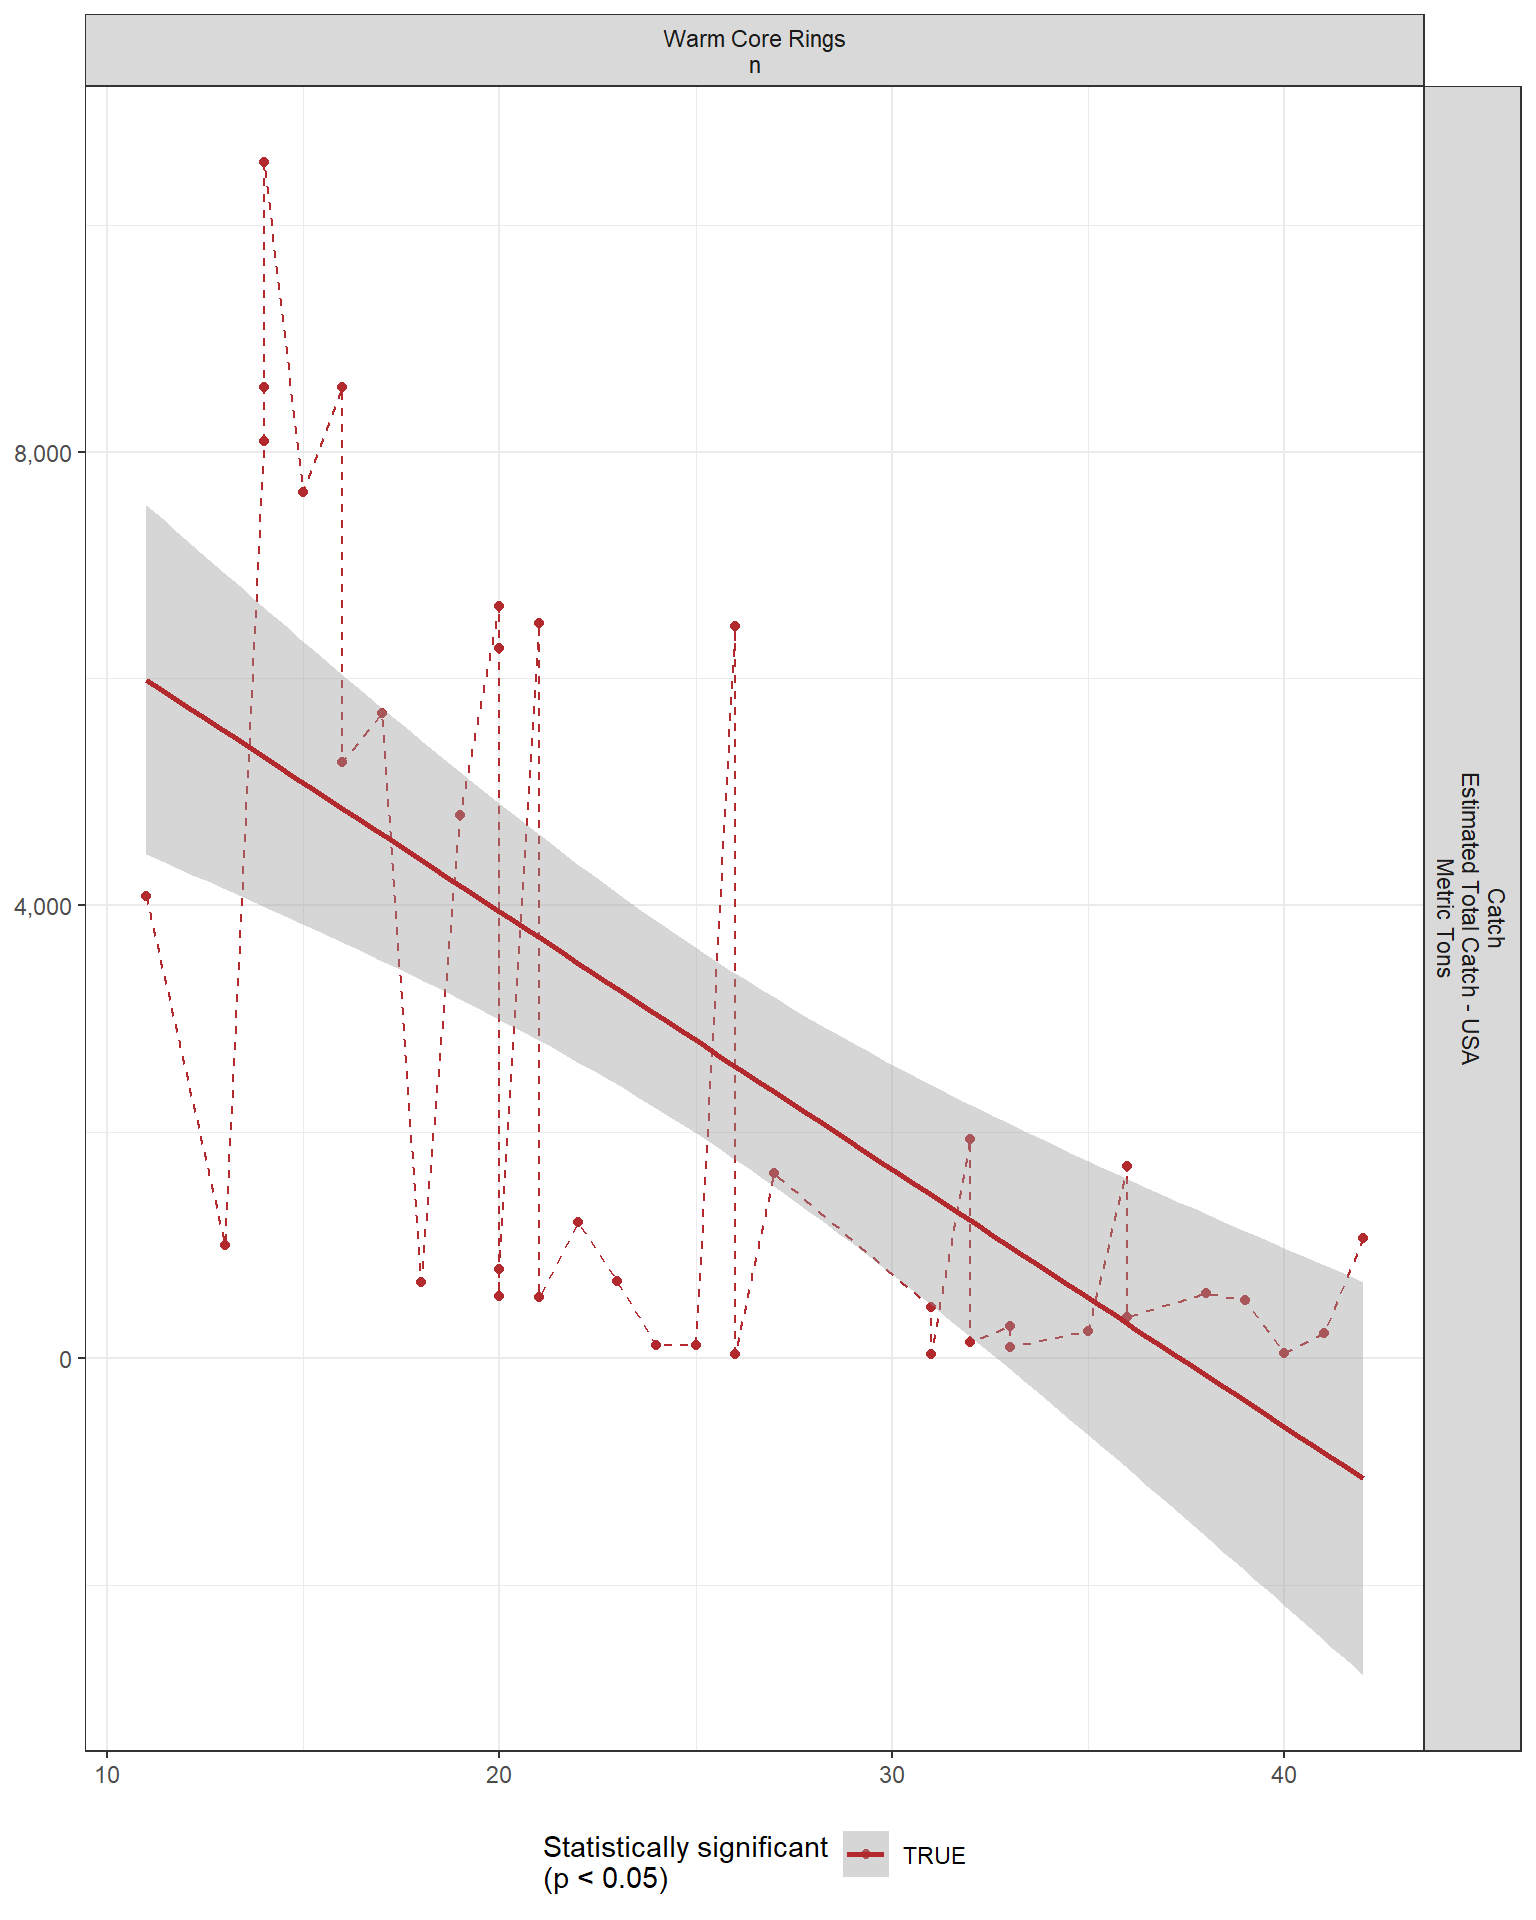 Warm Core Rings
n
8,000
4,000
0
10
20
30
40
Catch
Estimated Total Catch - USA
Metric Tons
Statistically significant
(p < 0.05)
TRUE